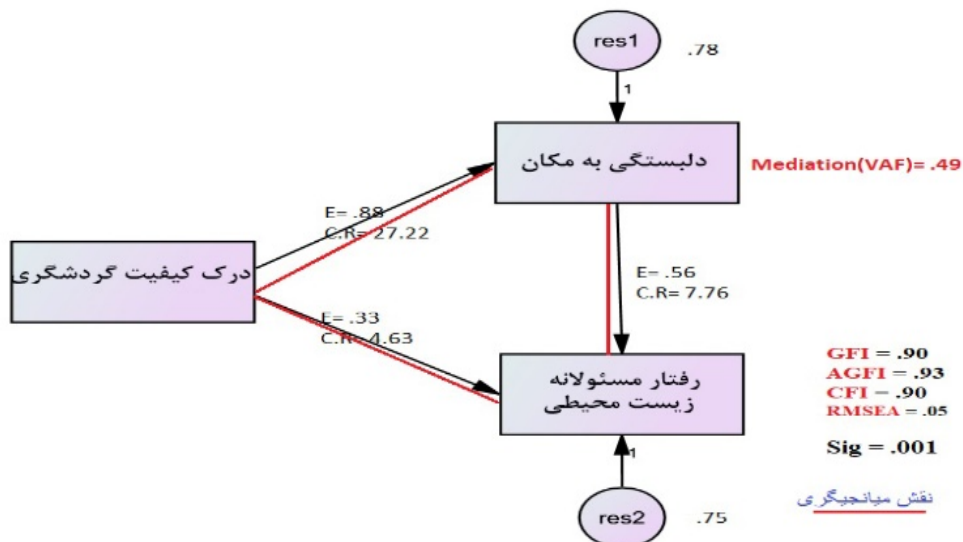 res1
.78
1
دلبستگی به مکان
Mediation(VAF)= .49
E= .88
C.R= 27.22
درک کیفیت گردشگری
E= .56
C.R= 7.76
E= .33
C.R= 4.63
رفتار مسئولانه
زیست محیطی
GFI = .90
AGFI = .93
CFI = .90
RMSEA = .05
Sig = .001
1
نقش میانجیگری
res2
.75